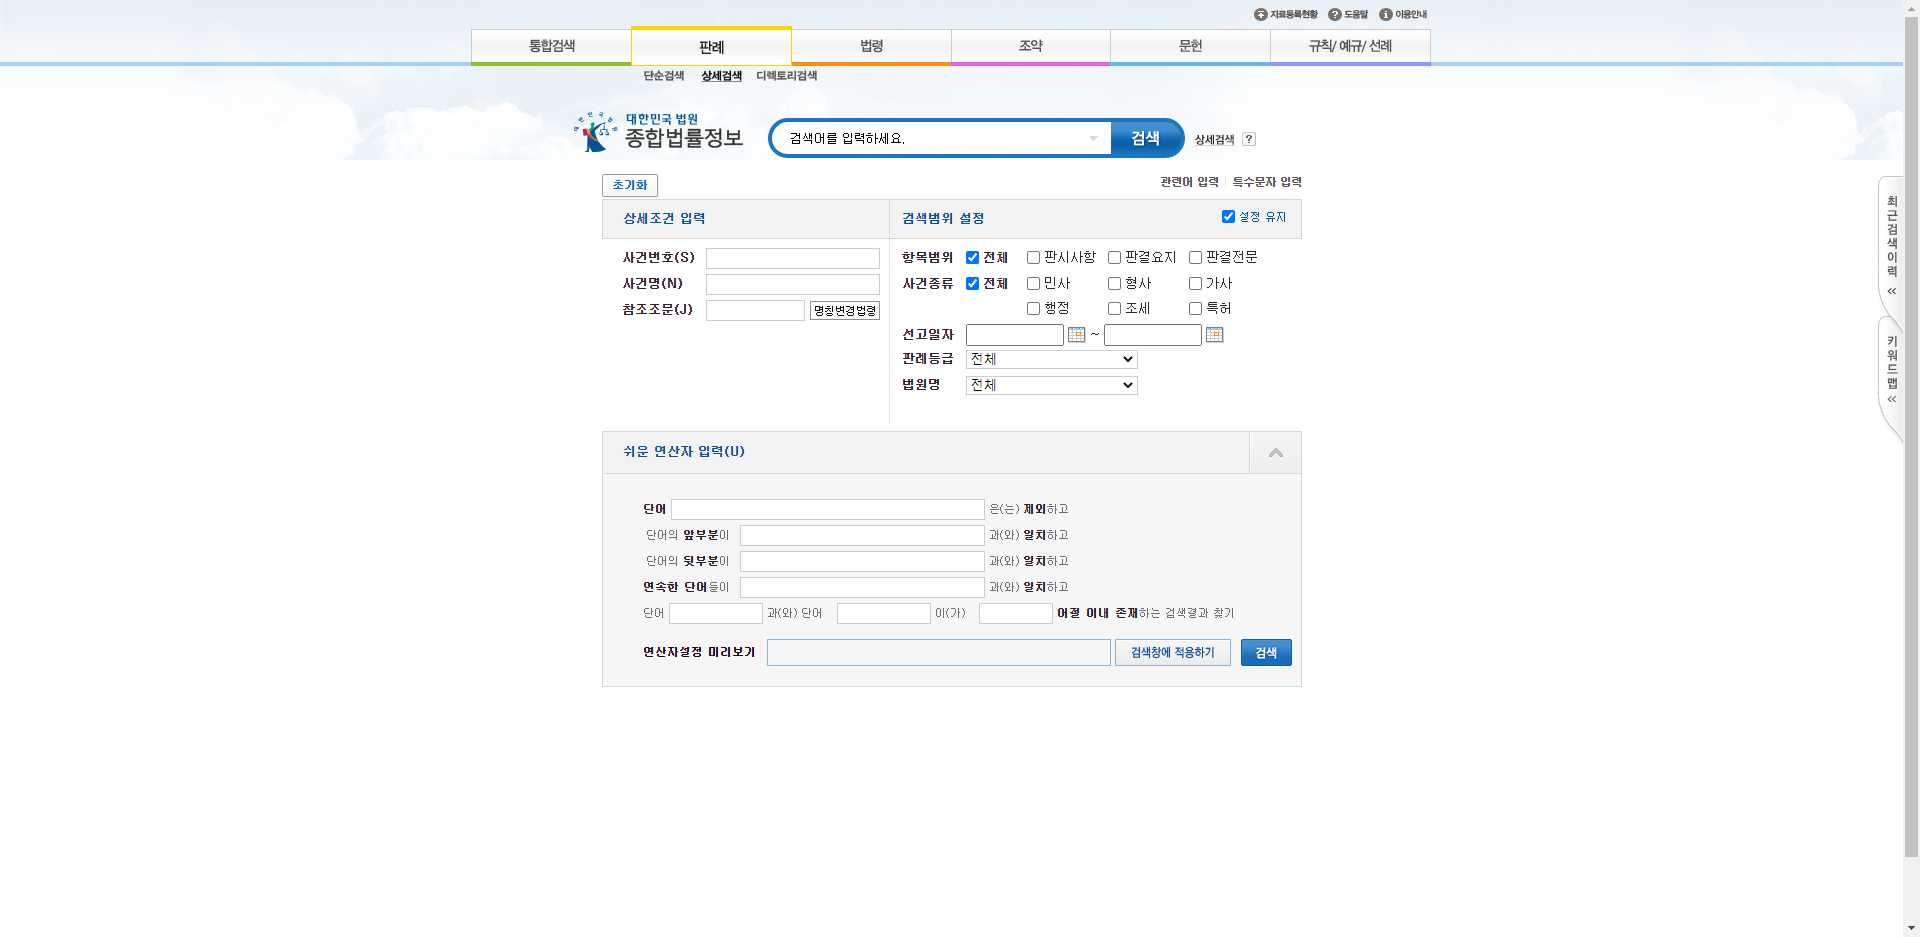 자료등록현황 도움말 이용안내
통합검색 판례 법령 조약 문헌 규칙/ 예규/ 선례
단순검색 상세검색 디렉토리검색
대한민국 법원
종합법률정보
검색어를 입력하세요.
검색
상세검색 ?
초기화
관련어 입력 특수문자 입력
상세조건 입력
사건번호(S)
사건명(N)
참조조문(J) 명칭변경법령
검색범위 설정 설정 유지
항목범위 전체 판시사항 판결요지 판결전문
사건종류 전체 민사 형사 가사
행정 조세 특허
선고일자 ~
판례등급 전체
법원명 전체
쉬운 연산자 입력(U)
단어 은(는) 제외하고
단어의 앞부분이 과(와) 일치하고
단어의 뒷부분이 과(와) 일치하고
연속한 단어들이 과(와) 일치하고
단어 과(와) 단어 이(가) 어절 이내 존재하는 검색결과 찾기
연산자설정 미리보기 검색창에 적용하기 검색
최근검색이력 «
키워드맵 «